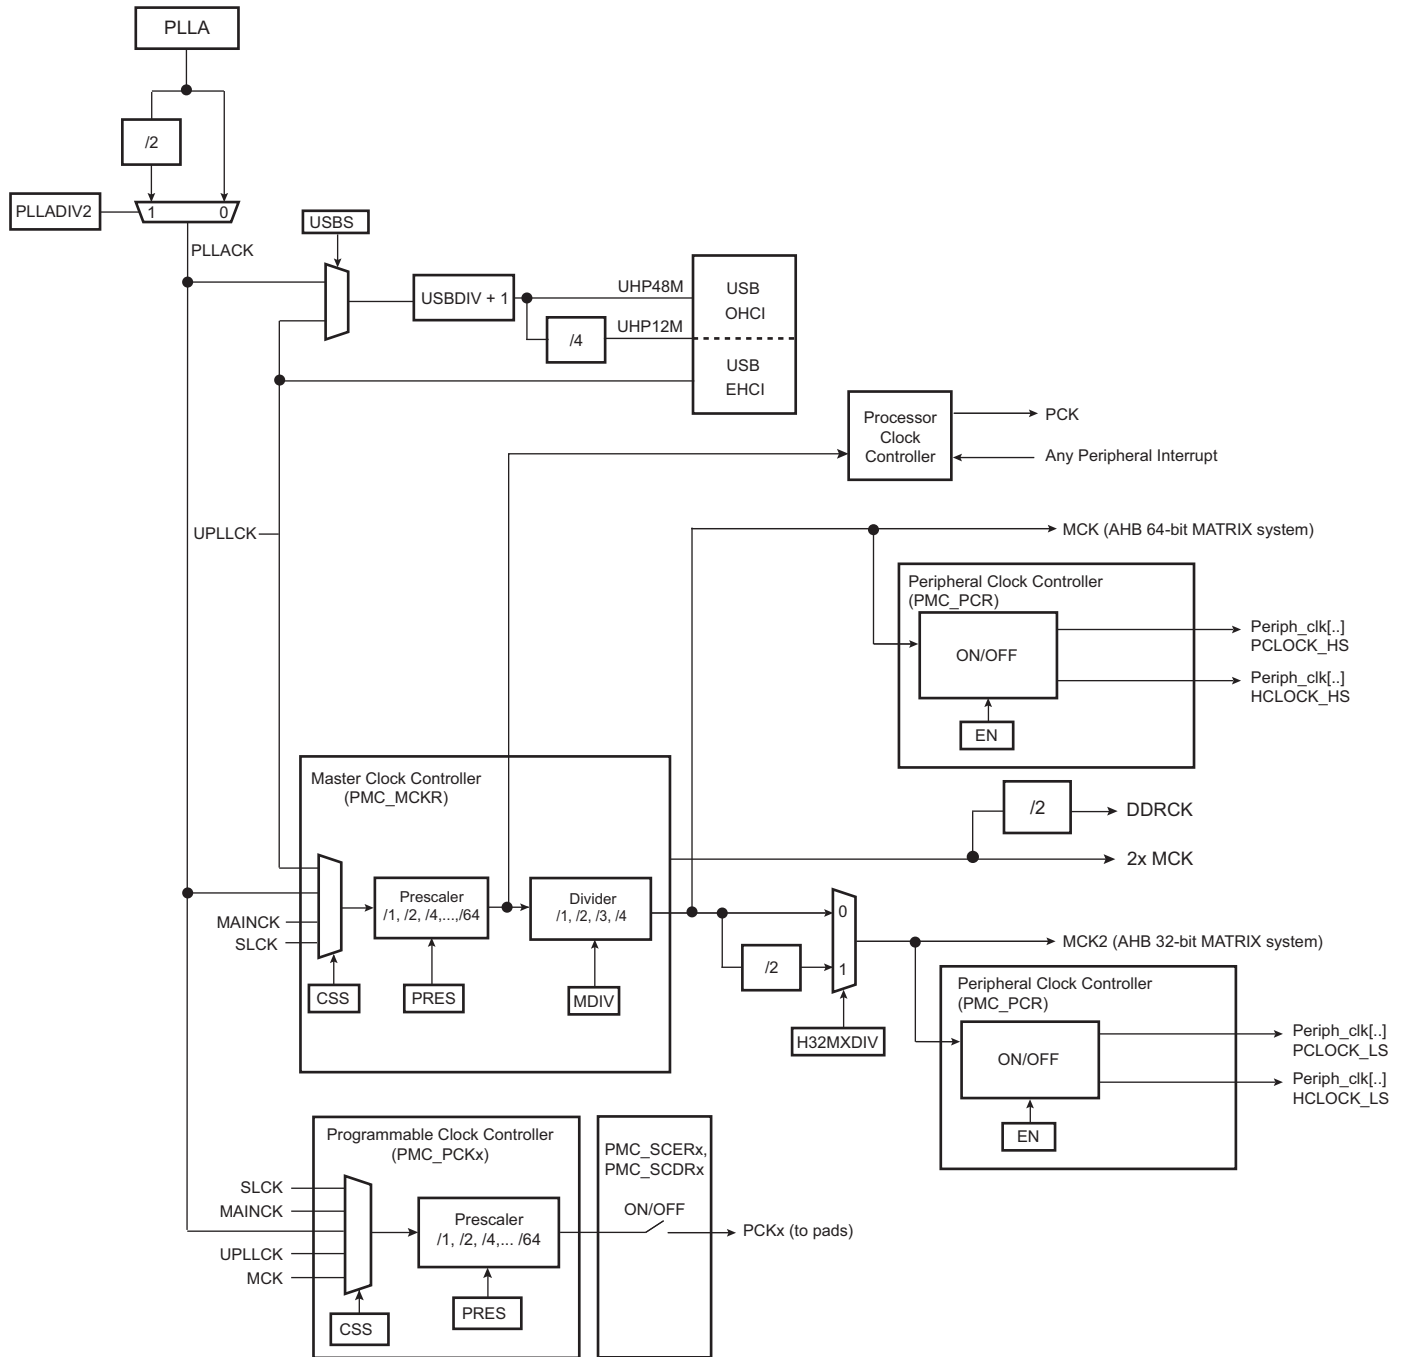 PLLA
/2
PLLADIV2
1
0
PLLACK
USBS
USBDIV + 1
UHP48M
/4
UHP12M
USB
OHCI
USB
EHCI
Processor
Clock
Controller
PCK
Any Peripheral Interrupt
UPLLCK
MCK (AHB 64-bit MATRIX system)
Peripheral Clock Controller
(PMC_PCR)
ON/OFF
EN
Periph_clk[..]
PCLOCK_HS
Periph_clk[..]
HCLOCK_HS
Master Clock Controller
(PMC_MCKR)
/2
DDRCK
2x MCK
MAINCK
SLCK
CSS
Prescaler
/1, /2, /4,...,/64
PRES
Divider
/1, /2, /3, /4
MDIV
/2
0
1
H32MXDIV
MCK2 (AHB 32-bit MATRIX system)
Peripheral Clock Controller
(PMC_PCR)
ON/OFF
EN
Periph_clk[..]
PCLOCK_LS
Periph_clk[..]
HCLOCK_LS
Programmable Clock Controller
(PMC_PCKx)
SLCK
MAINCK
UPLLCK
MCK
CSS
Prescaler
/1, /2, /4,... /64
PRES
PMC_SCERx,
PMC_SCDRx
ON/OFF
PCKx (to pads)